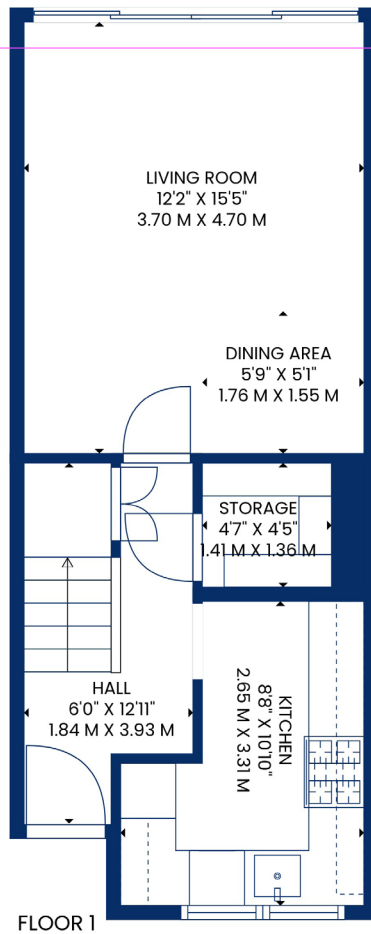 LIVING ROOM
12'2" X 15'5"
3.70 M X 4.70 M
DINING AREA
5'9" X 5'1"
1.76 M X 1.55 M
STORAGE
4'7" X 4'5"
1.41 M X 1.36 M
HALL
6'0" X 12'11"
1.84 M X 3.93 M
KITCHEN
8'8" X 10'10"
2.65 M X 3.31 M
FLOOR 1